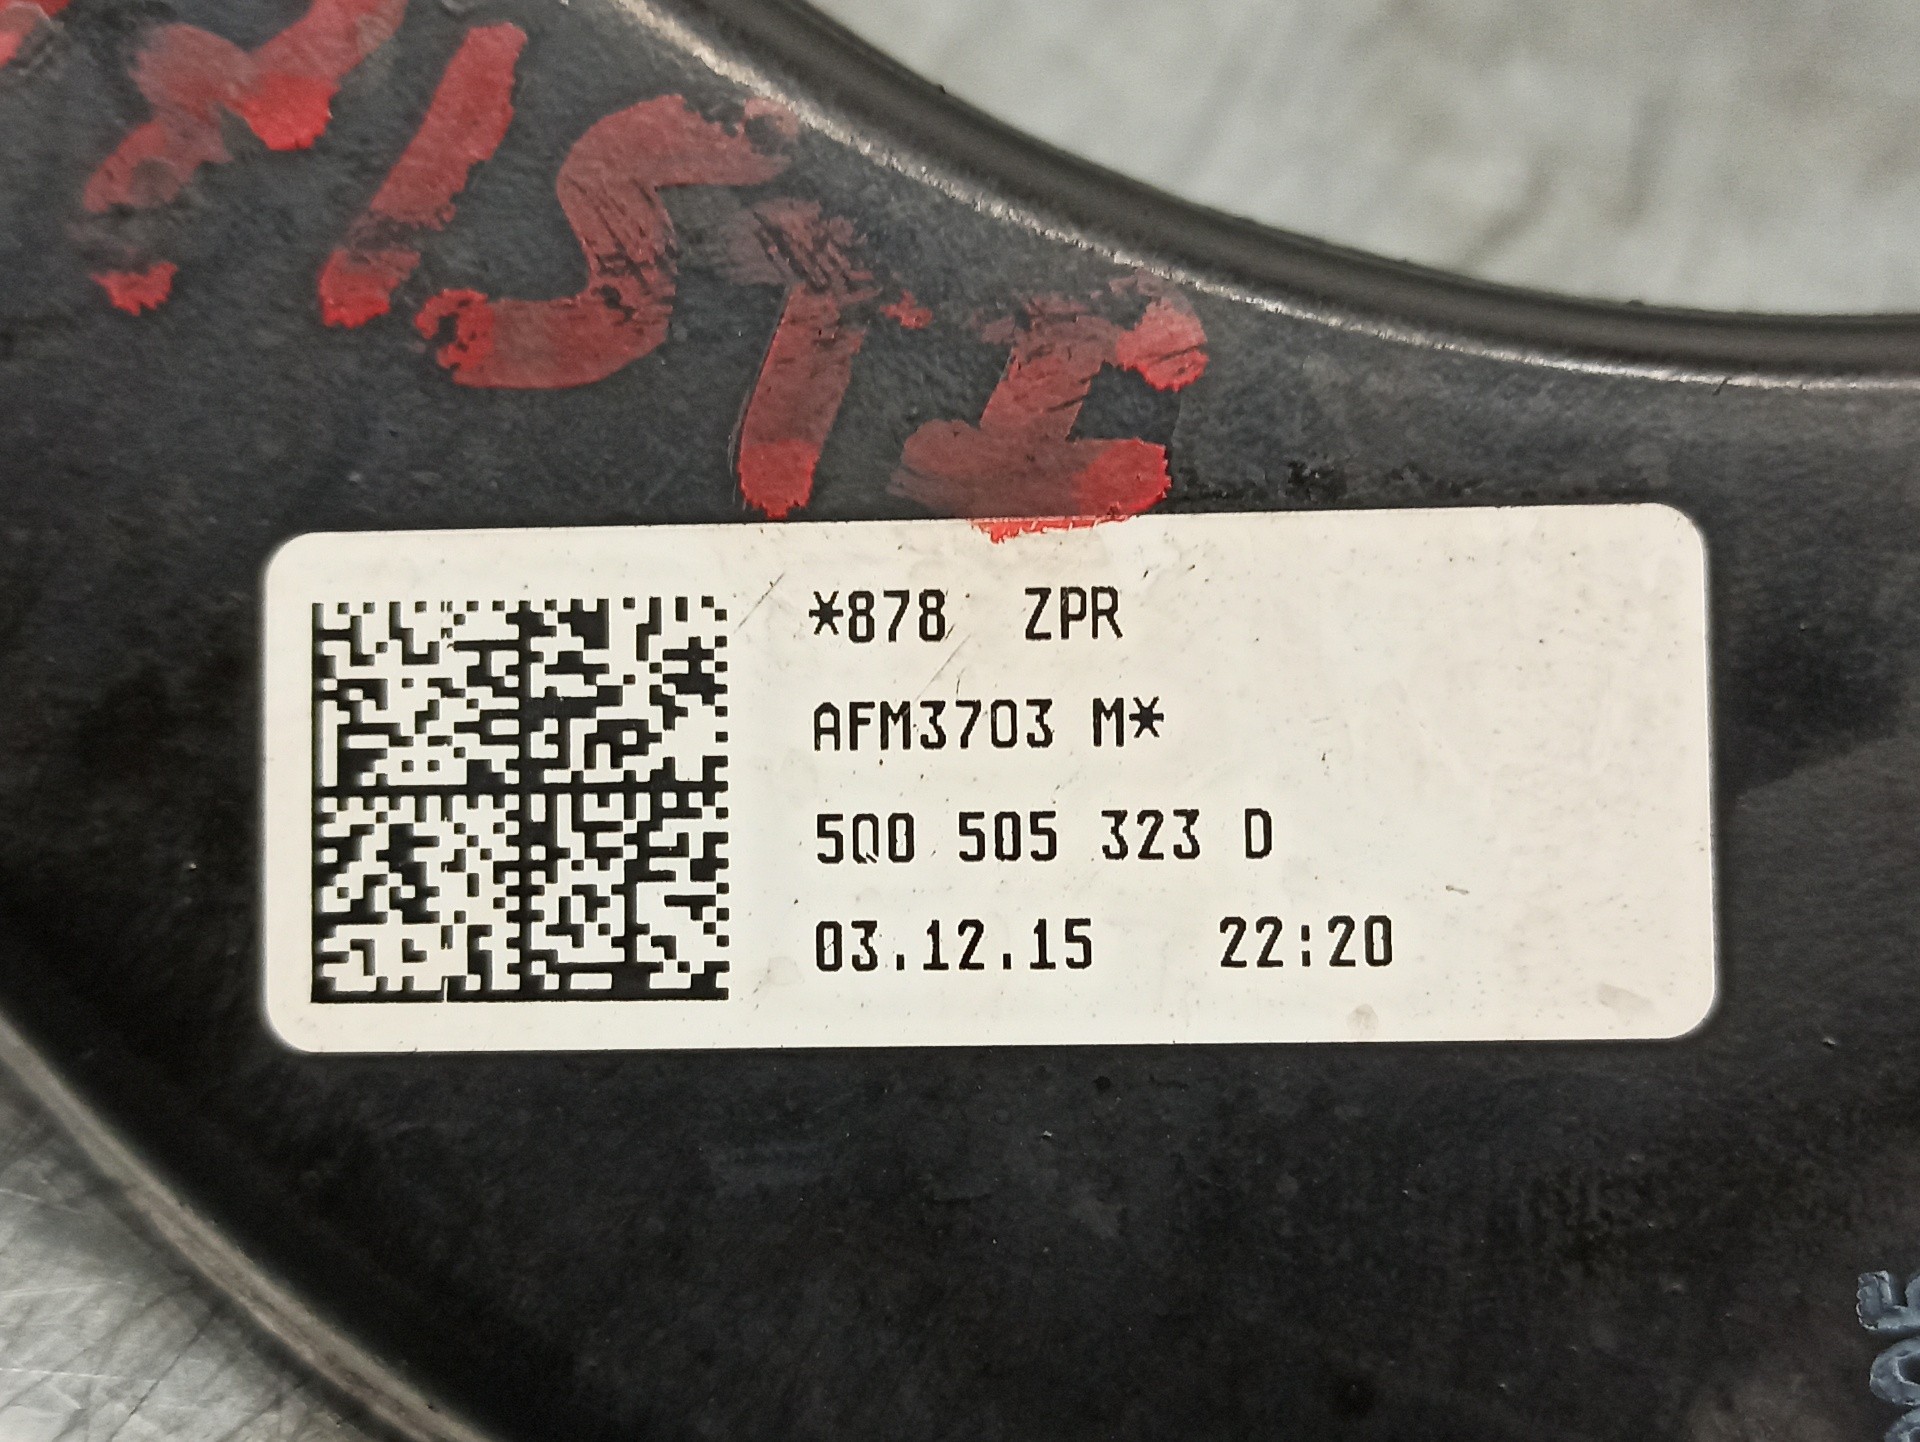 *878 ZPR
AFM3703 M*
5Q0 505 323 D
03.12.15 22:20